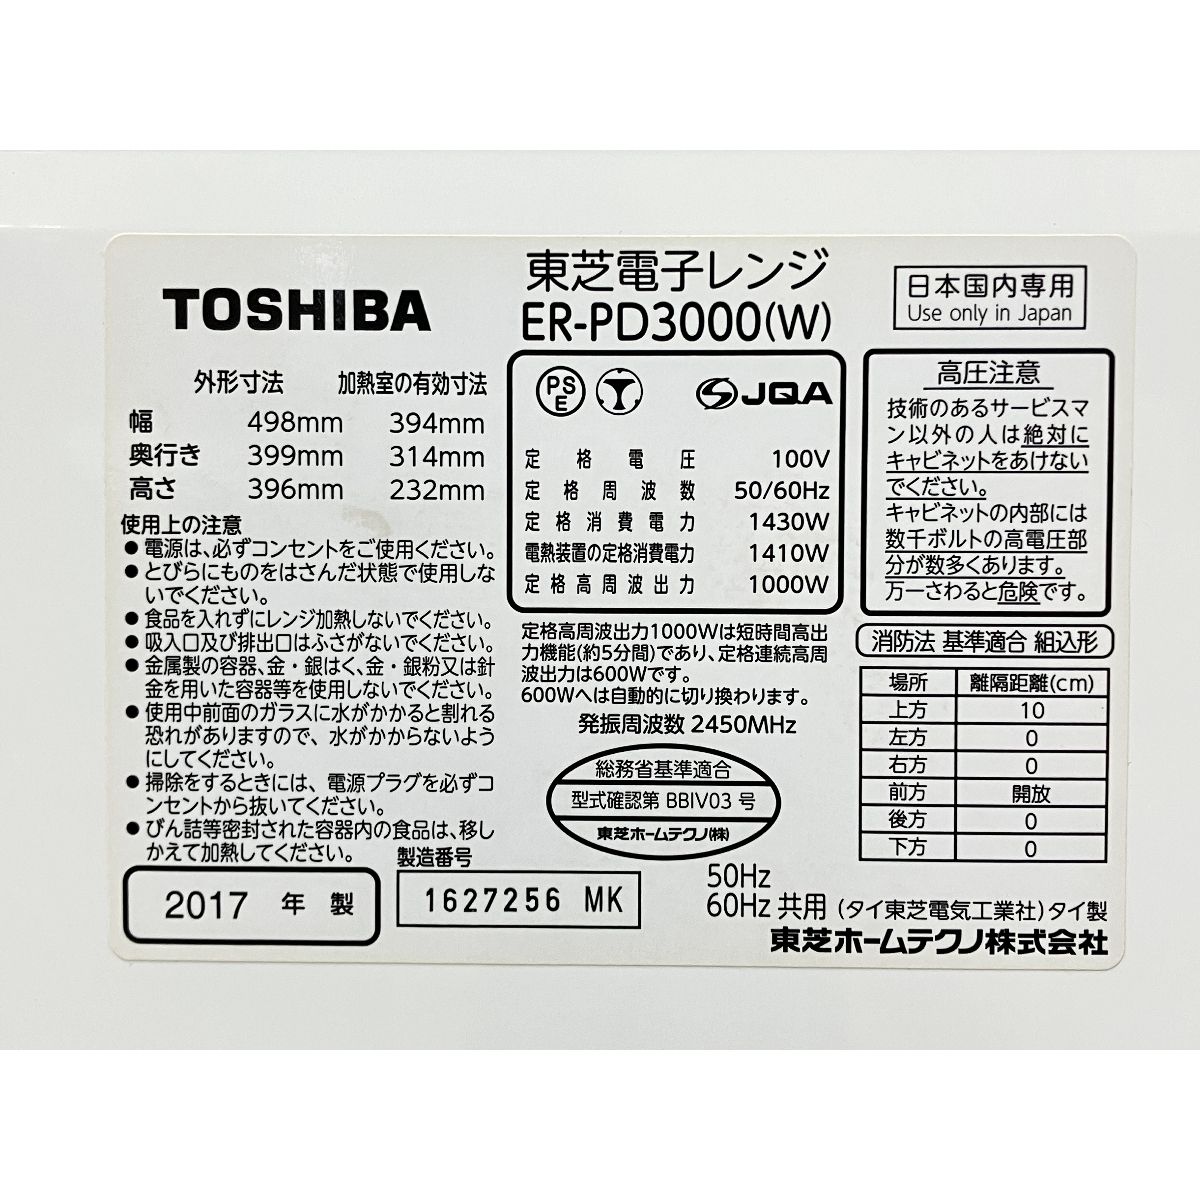 TOSHIBA
東芝電子レンジ
ER-PD3000(W)
日本国内専用
Use only in Japan
外形寸法 加熱室の有効寸法
幅 498mm 394mm
奥行き 399mm 314mm
高さ 396mm 232mm
使用上の注意
●電源は、必ずコンセントをご使用ください。
●とびらにものをはさんだ状態で使用しな
いでください。
●食品を入れずにレンジ加熱しないでください。
●吸入口及び排出口はふさがないでください。
●金属製の容器、金・銀はく、金・銀粉又は針
金を用いた容器等を使用しないでください。
●使用中前面のガラスに水がかかると割れる
恐れがありますので、水がかからないよう
にしてください。
●掃除をするときには、電源プラグを必ずコ
ンセントから抜いてください。
●びん詰等密封された容器内の食品は、移し
かえて加熱してください。
2017 年 製
製造番号
1627256 MK
PS
E
JQA
定格電圧 100V
定格周波数 50/60Hz
定格消費電力 1430W
電熱装置の定格消費電力 1410W
定格高周波出力 1000W
定格高周波出力1000Wは短時間高出
力機能(約5分間)であり、定格連続高周
波出力は600Wです。
600Wへは自動的に切り換わります。
発振周波数 2450MHz
総務省基準適合
型式確認第 BBIV03 号
東芝ホームテクノ(株)
高圧注意
技術のあるサービスマ
ン以外の人は絶対に
キャビネットをあけない
でください。
キャビネットの内部には
数千ボルトの高電圧部
分が数多くあります。
万一さわると危険です。
消防法 基準適合 組込形
場所 離隔距離(cm)
上方 10
左方 0
右方 0
前方 開放
後方 0
下方 0
50Hz
60Hz 共用 (タイ東芝電気工業社)タイ製
東芝ホームテクノ株式会社